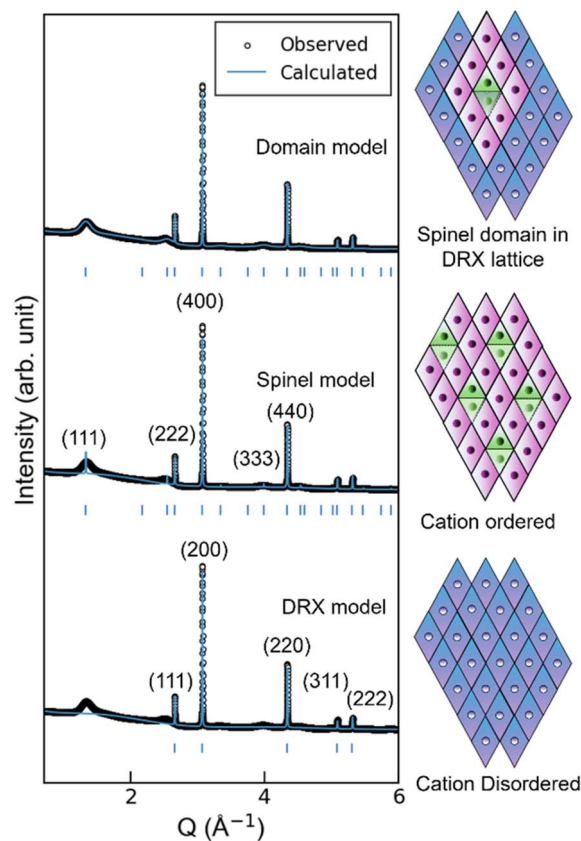 Observed
Calculated
Domain model
Spinel domain in
DRX lattice
(400)
Spinel model
(111)
(222)
(440)
(333)
Cation ordered
(200)
DRX model
(111)
(220)
(311)
(222)
Cation Disordered
Intensity (arb. unit)
2
4
6
Q (Å⁻¹)